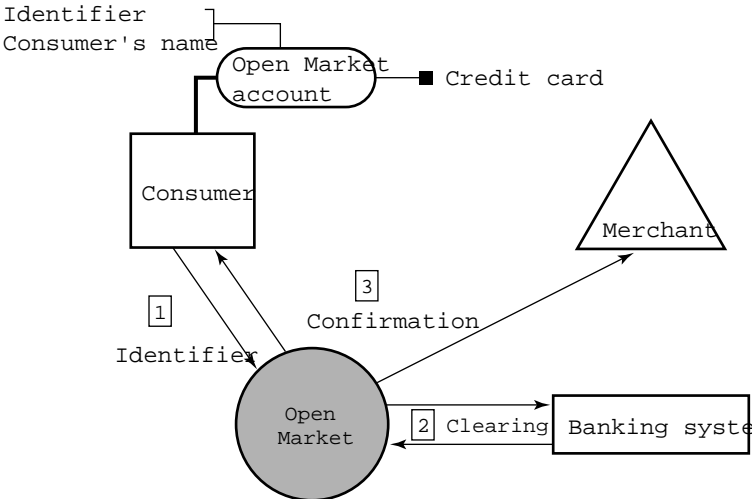 Identifier
Consumer's name
Open Market
account
Credit card
Consumer
Merchant
3
1
Confirmation
Identifier
Open
Market
2 Clearing
Banking syste